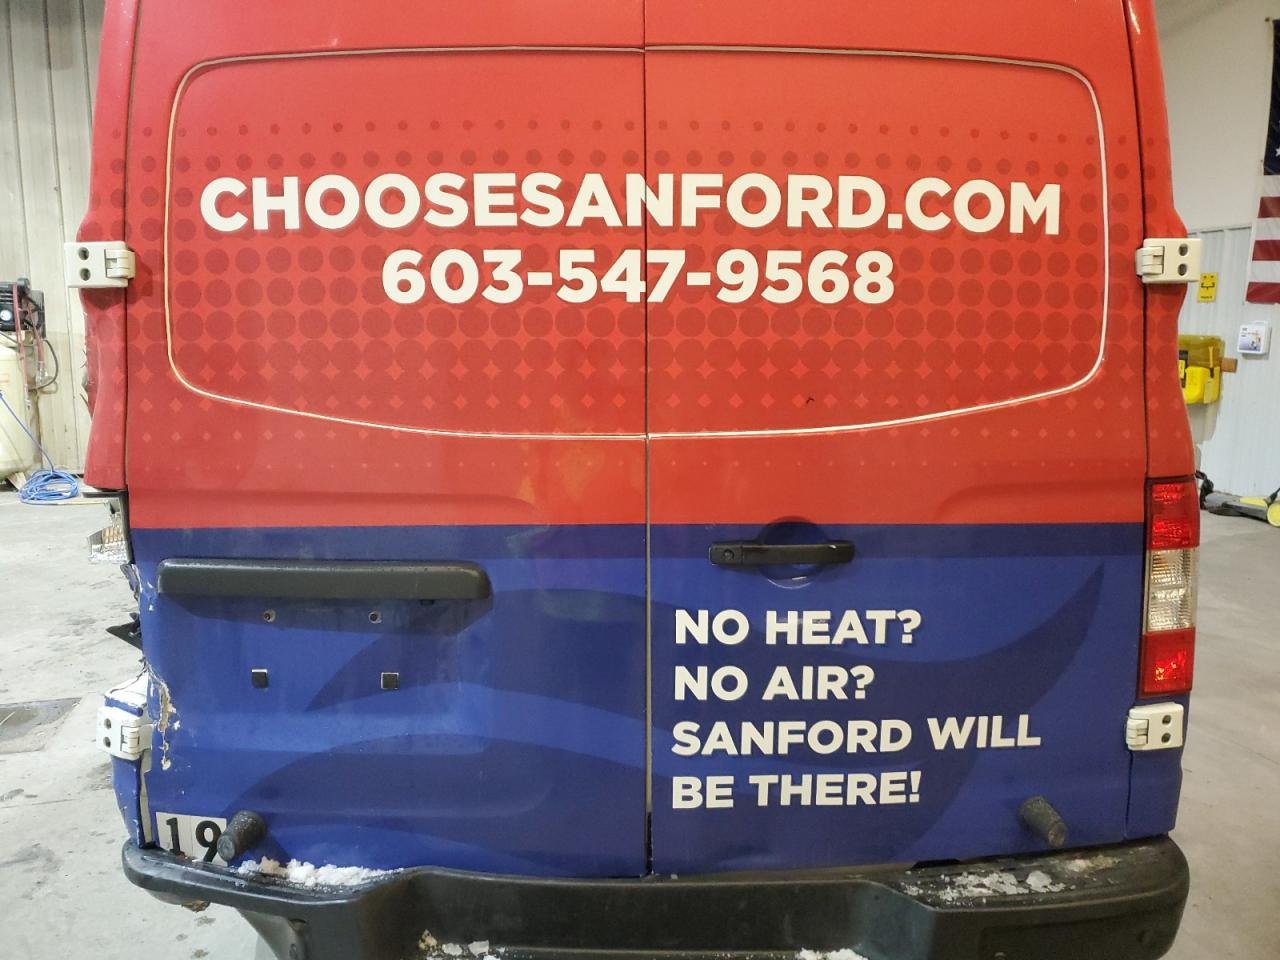 CHOOSESANFORD.COM
603-547-9568
NO HEAT?
NO AIR?
SANFORD WILL
BE THERE!
19